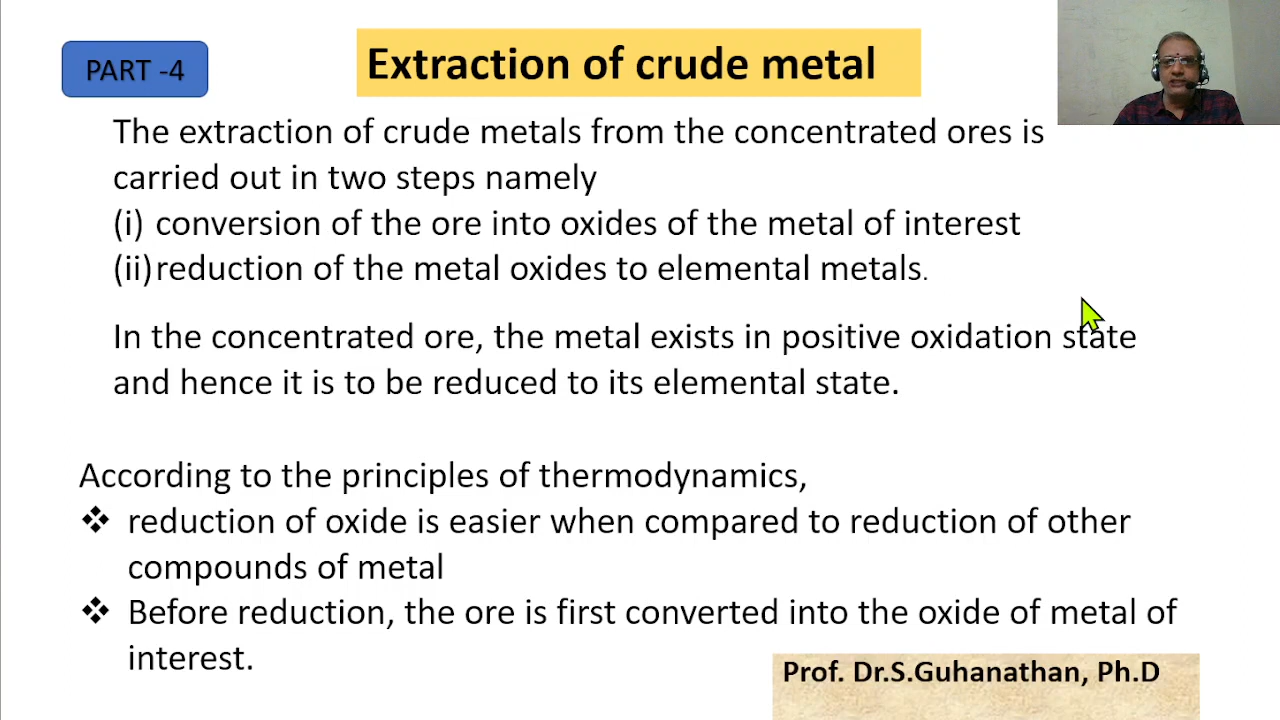 PART -4
Extraction of crude metal
The extraction of crude metals from the concentrated ores is
carried out in two steps namely
(i) conversion of the ore into oxides of the metal of interest
(ii) reduction of the metal oxides to elemental metals.
In the concentrated ore, the metal exists in positive oxidation state
and hence it is to be reduced to its elemental state.
According to the principles of thermodynamics,
❖ reduction of oxide is easier when compared to reduction of other
compounds of metal
❖ Before reduction, the ore is first converted into the oxide of metal of
interest.
Prof. Dr.S.Guhanathan, Ph.D